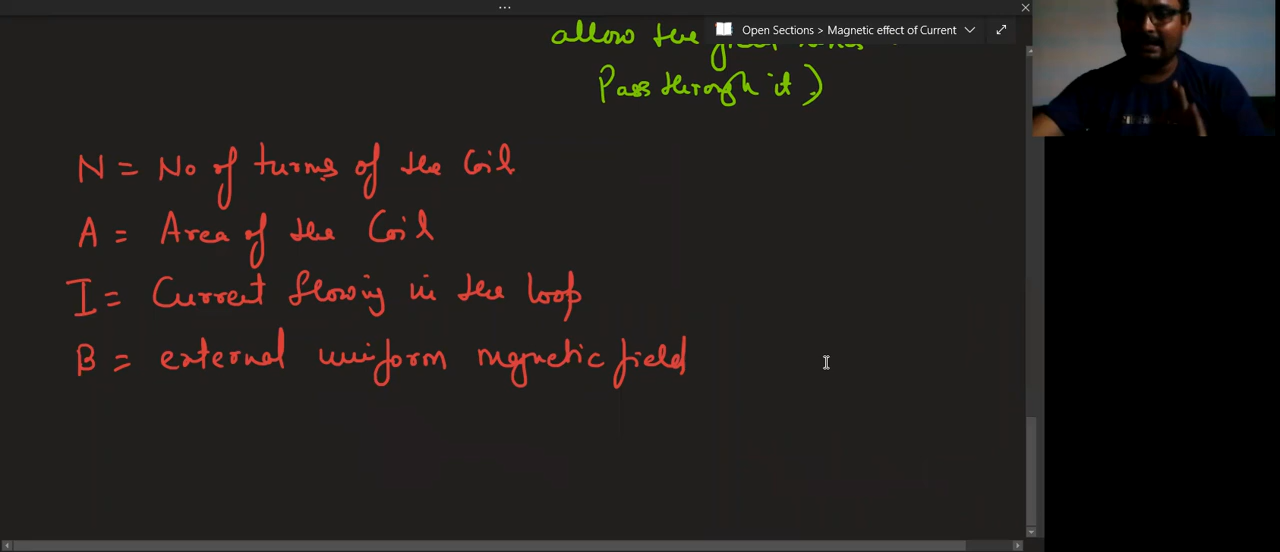 Open Sections > Magnetic effect of Current
allow the
Pass through it)
N = No of turns of the Coil
A = Area of the Coil
I = Current flowing in the loop
B = external uniform magnetic field